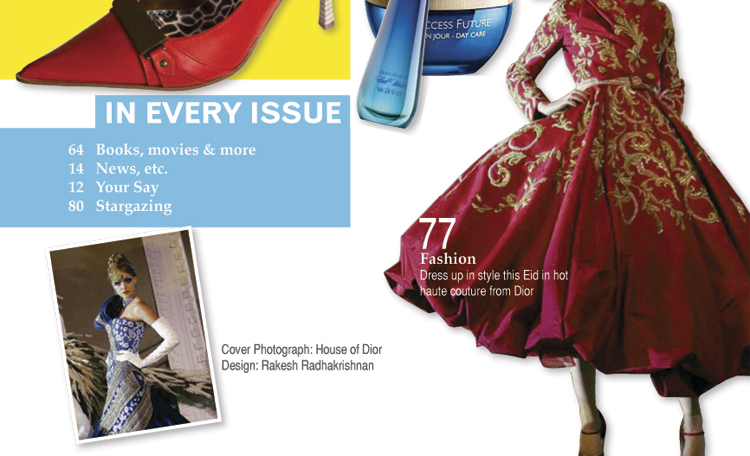 CCESS FUTURE
N JOUR - DAY CARE
wave
IN EVERY ISSUE
64 Books, movies & more
14 News, etc.
12 Your Say
80 Stargazing
77
Fashion
Dress up in style this Eid in hot
haute couture from Dior
Cover Photograph: House of Dior
Design: Rakesh Radhakrishnan